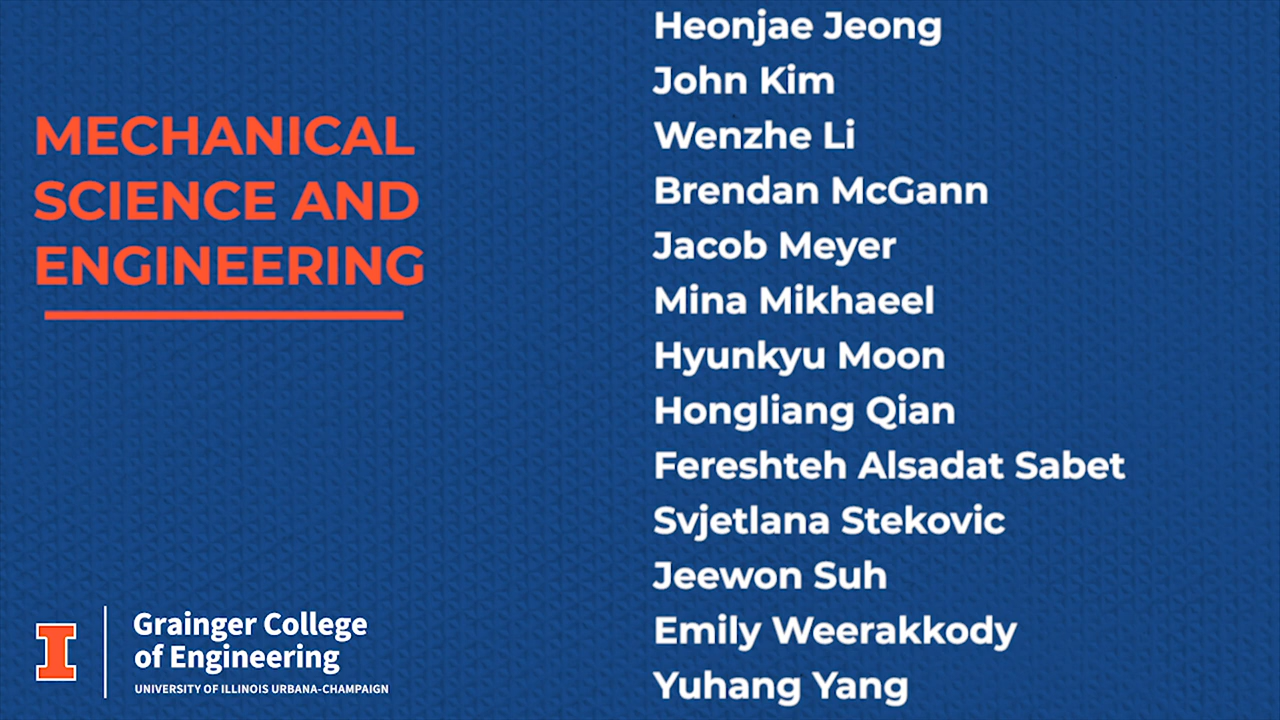 MECHANICAL
SCIENCE AND
ENGINEERING
Heonjae Jeong
John Kim
Wenzhe Li
Brendan McGann
Jacob Meyer
Mina Mikhaeel
Hyunkyu Moon
Hongliang Qian
Fereshteh Alsadat Sabet
Svjetlana Stekovic
Jeewon Suh
Emily Weerakkody
Yuhang Yang
I
Grainger College
of Engineering
UNIVERSITY OF ILLINOIS URBANA-CHAMPAIGN